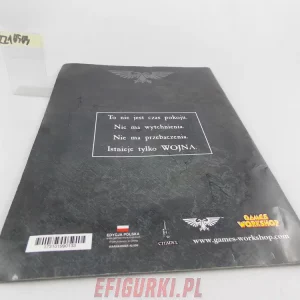 To nie jest czas pokoju.
Nie ma wytchnienia.
Nie ma przebaczenia.
Istnieje tylko WOJNA.
EDYCJA POLSKA
CITADEL
GAMES
WORKSHOP
www.games-workshop.com
EFIGURKI.PL